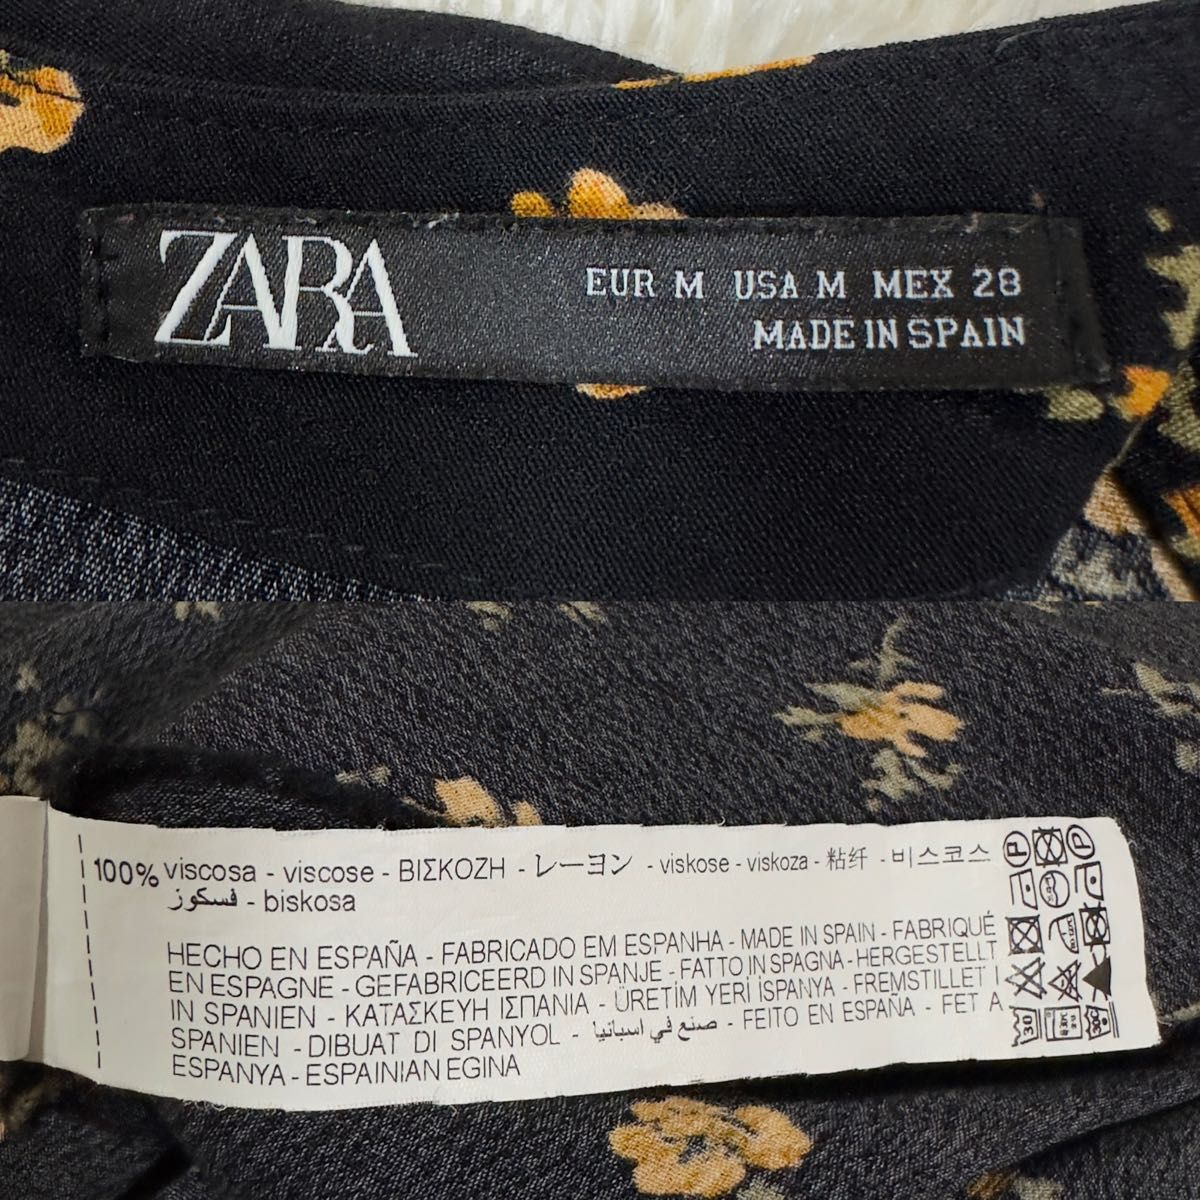 ZARA
EUR M USA M MEX 28
MADE IN SPAIN
100% viscosa - viscose - ΒΙΣΚΟΖΗ - レーヨン - viskose - viskoza - 粘纤 - 비스코스
فسكوز - biskosa
HECHO EN ESPAÑA - FABRICADO EM ESPANHA - MADE IN SPAIN - FABRIQUÉ
EN ESPAGNE - GEFABRICEERD IN SPANJE - FATTO IN SPAGNA - HERGESTELLT
IN SPANIEN - ΚΑΤΑΣΚΕΥΗ ΙΣΠΑΝΙΑ - ÜRETİM YERİ İSPANYA - FREMSTILLET I
SPANIEN - DIBUAT DI SPANYOL - صنع في اسبانيا - FEITO EN ESPAÑA - FET A
ESPANYA - ESPAINIAN EGINA
P P
30 30